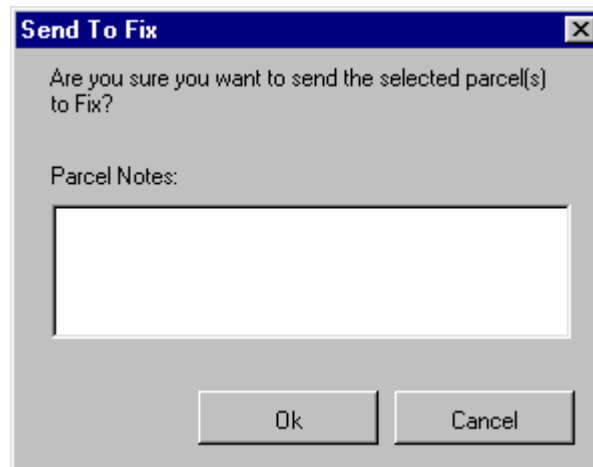 Send To Fix
Are you sure you want to send the selected parcel(s)
to Fix?
Parcel Notes:
Ok
Cancel